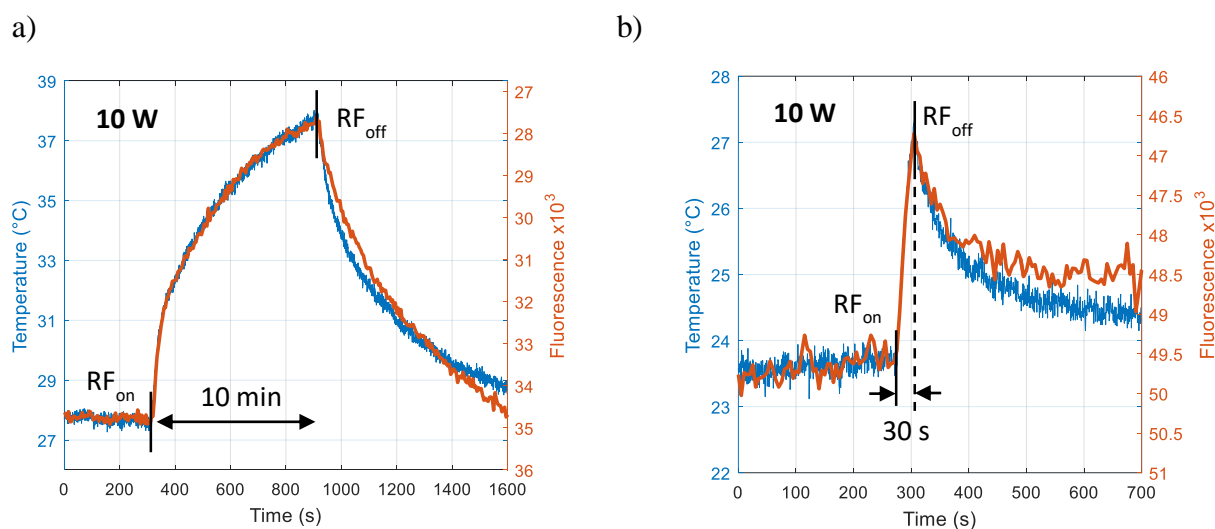 a)
10 W
RF on
RF off
10 min
Temperature (°C)
39
37
35
33
31
29
27
Fluorescence x10³
27
28
29
30
31
32
33
34
35
36
0 200 400 600 800 1000 1200 1400 1600
Time (s)
b)
10 W
RF on
RF off
30 s
Temperature (°C)
28
27
26
25
24
23
22
Fluorescence x10³
46
46.5
47
47.5
48
48.5
49
49.5
50
50.5
51
0 100 200 300 400 500 600 700
Time (s)